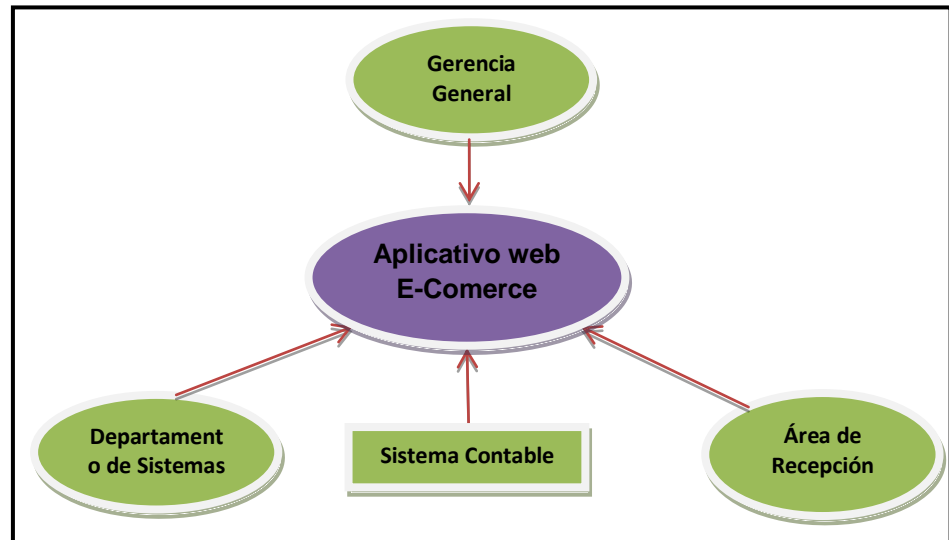 Gerencia
General
Aplicativo web
E-Comerce
Departament
o de Sistemas
Sistema Contable
Área de
Recepción